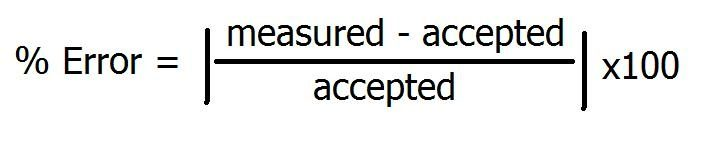 measured - accepted
% Error = | | x100
accepted